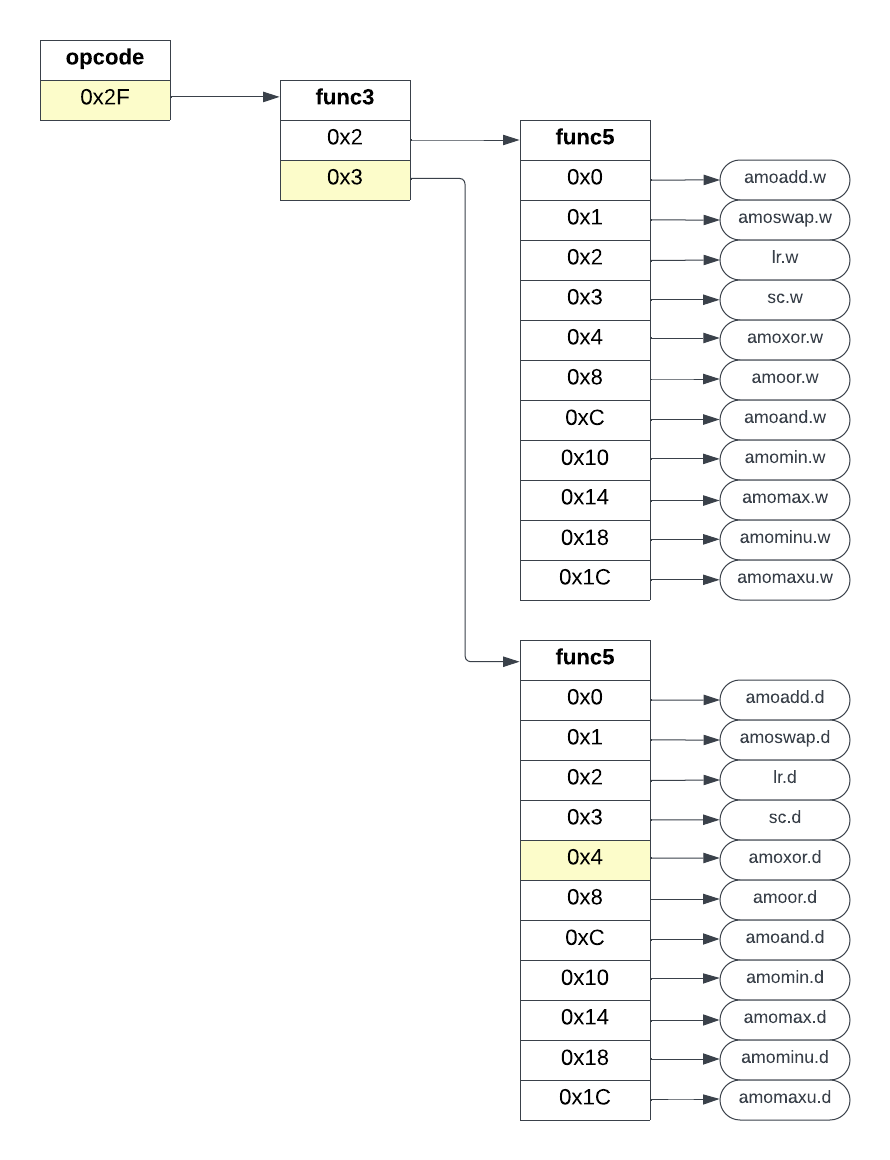 opcode
0x2F
func3
0x2
0x3
func5
0x0 amoadd.w
0x1 amoswap.w
0x2 lr.w
0x3 sc.w
0x4 amoxor.w
0x8 amoor.w
0xC amoand.w
0x10 amomin.w
0x14 amomax.w
0x18 amominu.w
0x1C amomaxu.w
func5
0x0 amoadd.d
0x1 amoswap.d
0x2 lr.d
0x3 sc.d
0x4 amoxor.d
0x8 amoor.d
0xC amoand.d
0x10 amomin.d
0x14 amomax.d
0x18 amominu.d
0x1C amomaxu.d